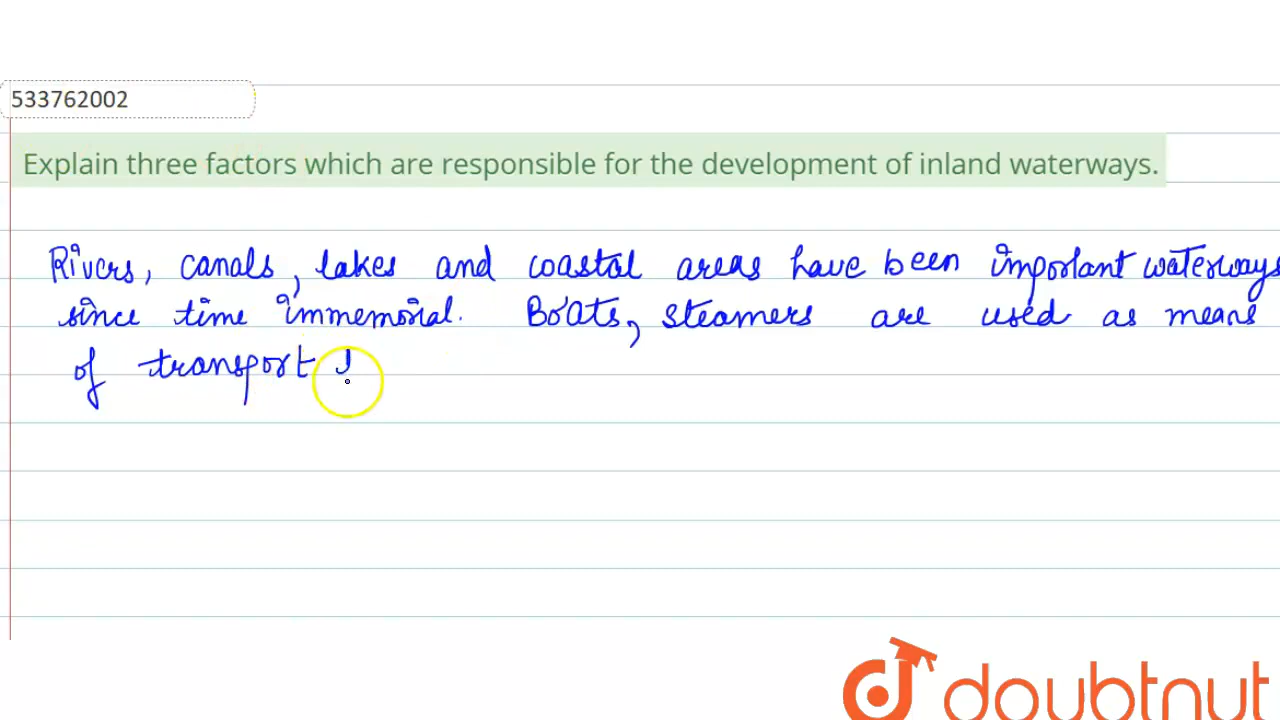 533762002
Explain three factors which are responsible for the development of inland waterways.
Rivers, canals, lakes and coastal areas have been important waterways
since time immemorial. Boats, steamers are used as means
of transport
doubtnut